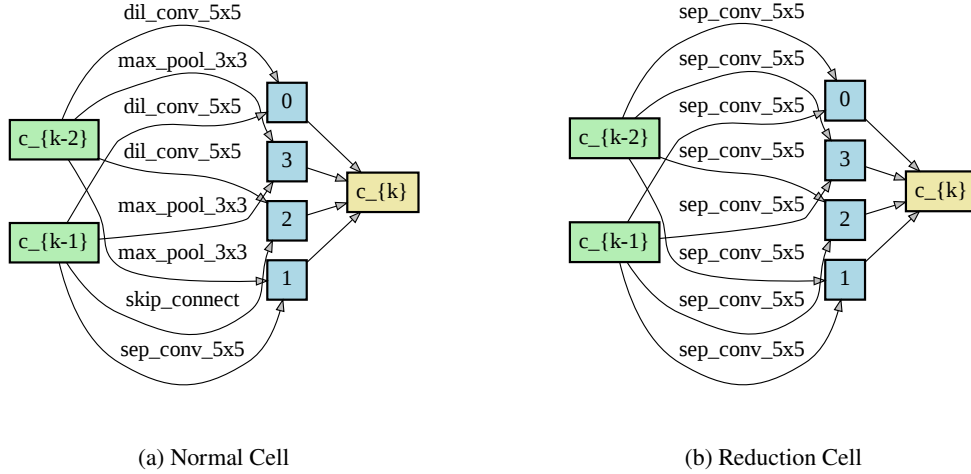 dil_conv_5x5
max_pool_3x3
dil_conv_5x5
dil_conv_5x5
max_pool_3x3
max_pool_3x3
skip_connect
sep_conv_5x5
c_{k-2}
c_{k-1}
0
3
2
1
c_{k}
(a) Normal Cell
sep_conv_5x5
sep_conv_5x5
sep_conv_5x5
sep_conv_5x5
sep_conv_5x5
sep_conv_5x5
sep_conv_5x5
sep_conv_5x5
c_{k-2}
c_{k-1}
0
3
2
1
c_{k}
(b) Reduction Cell